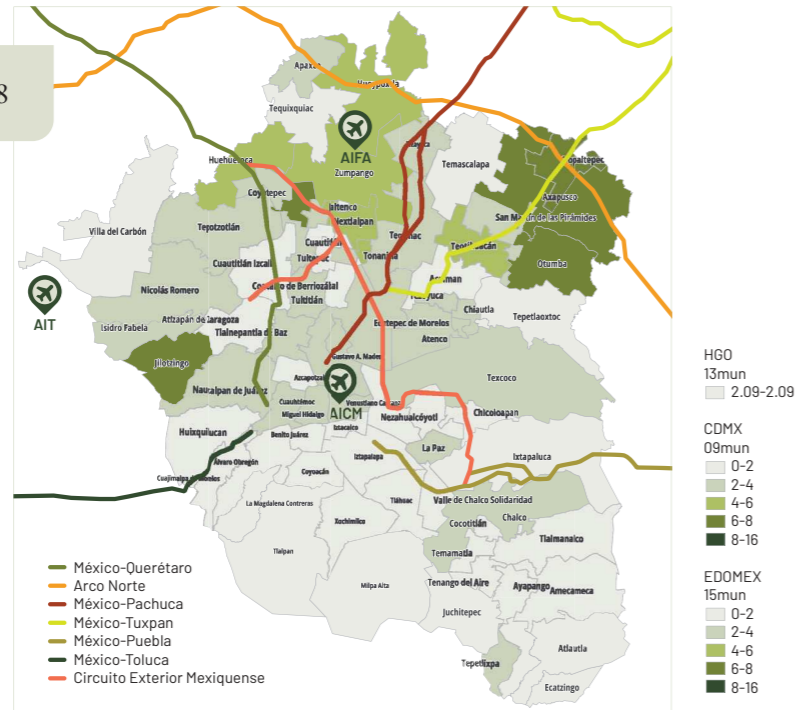 8
Apaxco
Hueypoxtla
Tequixquiac
AIFA
Zumpango
Huehuetoca
Temascalapa
Axapusco
Coyotepec
Jaltenco
Nextlalpan
San Martín de las Pirámides
Villa del Carbón
Tepotzotlán
Tecámac
Teotihuacán
Otumba
Tultepec
Tonanitla
Cuautitlán Izcalli
Coacalco de Berriozábal
Tultitlán
AIT
Nicolás Romero
Acolman
Tepetlaoxtoc
Chiautla
Isidro Fabela
Atizapán de Zaragoza
Tlalnepantla de Baz
Ecatepec de Morelos
Atenco
Jilotzingo
Gustavo A. Madero
Azcapotzalco
Texcoco
Naucalpan de Juárez
AICM
Cuauhtémoc
Venustiano Carranza
Miguel Hidalgo
Nezahualcóyotl
Chicoloapan
Huixquilucan
Iztacalco
Benito Juárez
La Paz
Ixtapaluca
Iztapalapa
Álvaro Obregón
Coyuacán
Cuajimalpa de Morelos
La Magdalena Contreras
Tláhoac
Valle de Chalco Solidaridad
Chalco
Xochimilco
Cocotitlán
Tlalmanalco
Tlalpan
Temamatla
Milpa Alta
Tenango del Aire
Ayapango
Amecameca
Juchitepec
Atlautla
Tepetlixpa
Ecatzingo
México-Querétaro
Arco Norte
México-Pachuca
México-Tuxpan
México-Puebla
México-Toluca
Circuito Exterior Mexiquense
HGO
13mun
2.09-2.09
CDMX
09mun
0-2
2-4
4-6
6-8
8-16
EDOMEX
15mun
0-2
2-4
4-6
6-8
8-16